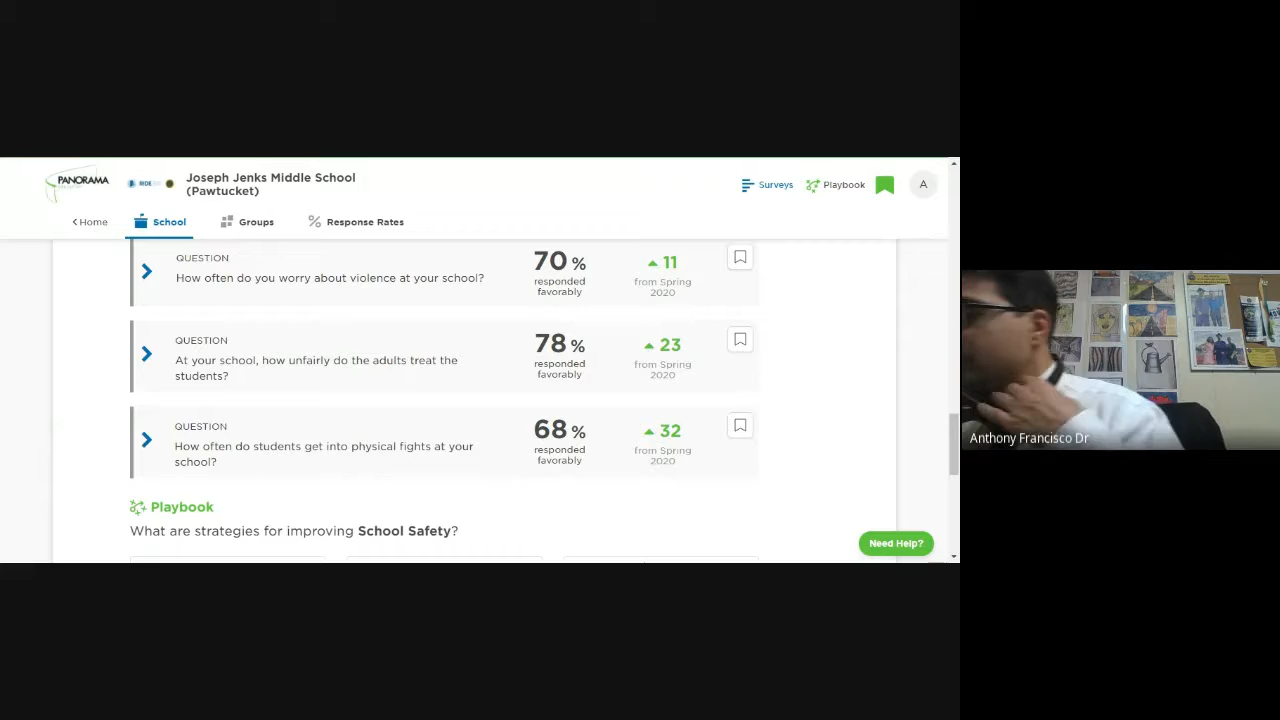 PANORAMA
RIDE
Joseph Jenks Middle School
(Pawtucket)
Surveys
Playbook
A
Home
School
Groups
Response Rates
QUESTION
How often do you worry about violence at your school?
70 %
responded
favorably
11
from Spring
2020
QUESTION
At your school, how unfairly do the adults treat the
students?
78 %
responded
favorably
23
from Spring
2020
QUESTION
How often do students get into physical fights at your
school?
68 %
responded
favorably
32
from Spring
2020
Playbook
What are strategies for improving School Safety?
Need Help?
Anthony Francisco Dr